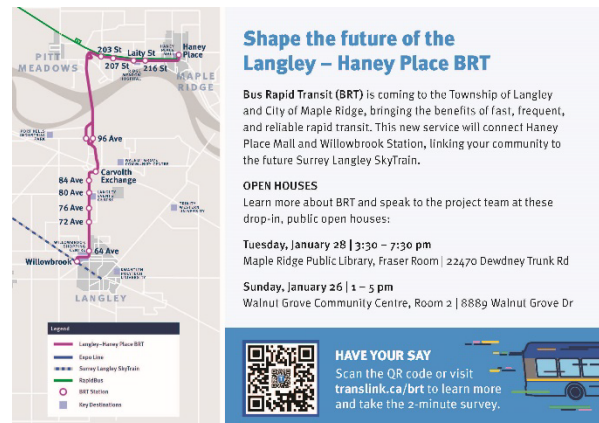 203 St
Laity St
Haney
Place
207 St
216 St
PITT
MEADOWS
MAPLE
RIDGE
96 Ave
Carvolth
Exchange
84 Ave
80 Ave
76 Ave
72 Ave
64 Ave
Willowbrook
LANGLEY
Legend
Langley–Haney Place BRT
Expo Line
Surrey Langley SkyTrain
RapidBus
BRT Station
Key Destinations
Shape the future of the
Langley – Haney Place BRT
Bus Rapid Transit (BRT) is coming to the Township of Langley
and City of Maple Ridge, bringing the benefits of fast, frequent,
and reliable rapid transit. This new service will connect Haney
Place Mall and Willowbrook Station, linking your community to
the future Surrey Langley SkyTrain.
OPEN HOUSES
Learn more about BRT and speak to the project team at these
drop-in, public open houses:
Tuesday, January 28 | 3:30 – 7:30 pm
Maple Ridge Public Library, Fraser Room | 22470 Dewdney Trunk Rd
Sunday, January 26 | 1 – 5 pm
Walnut Grove Community Centre, Room 2 | 8889 Walnut Grove Dr
HAVE YOUR SAY
Scan the QR code or visit
translink.ca/brt to learn more
and take the 2-minute survey.